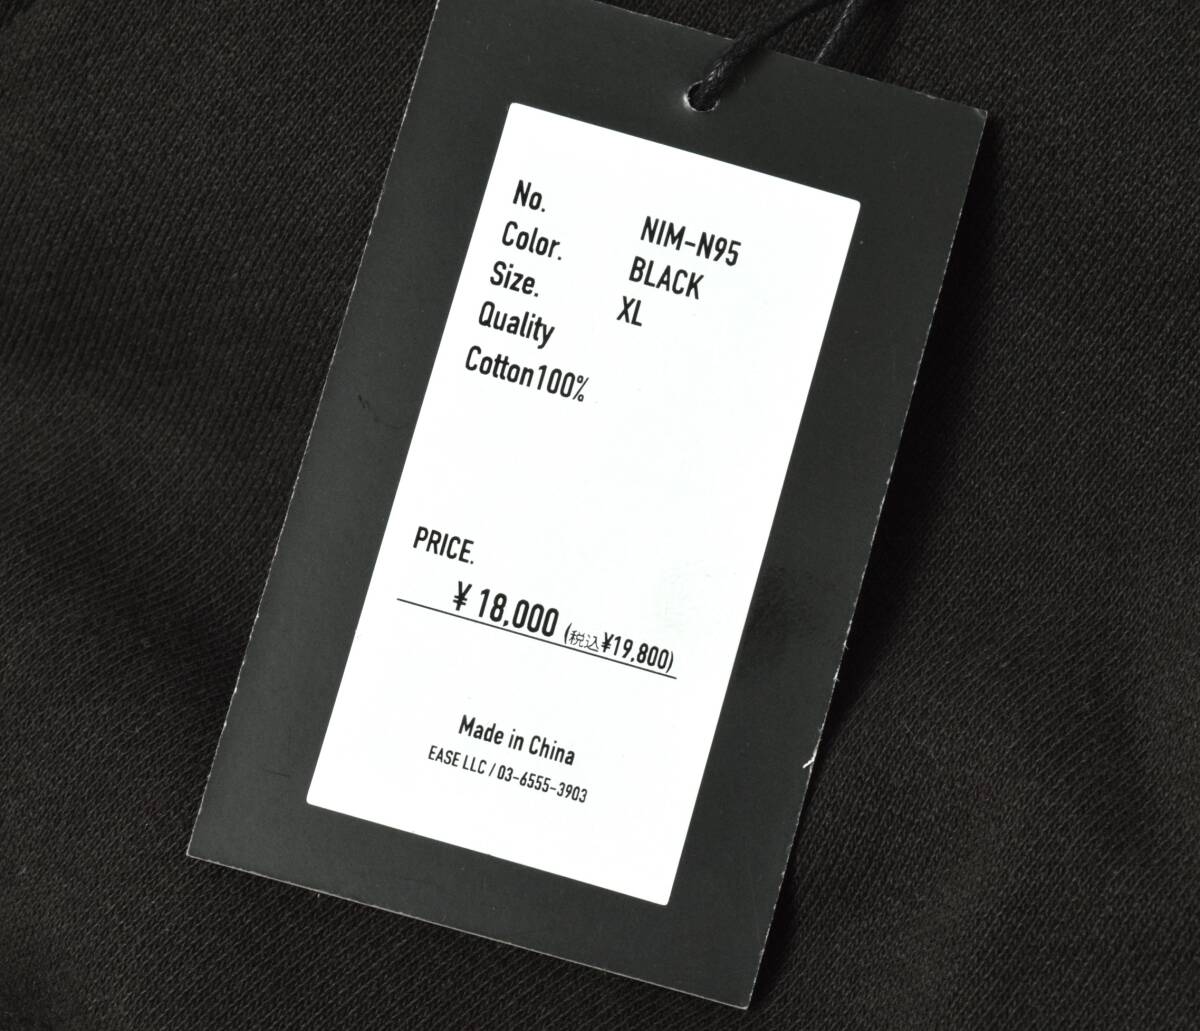 No. NIM-N95
Color. BLACK
Size. XL
Quality
Cotton100%
PRICE.
¥18,000 (税込¥19,800)
Made in China
EASE LLC / 03-6555-3903